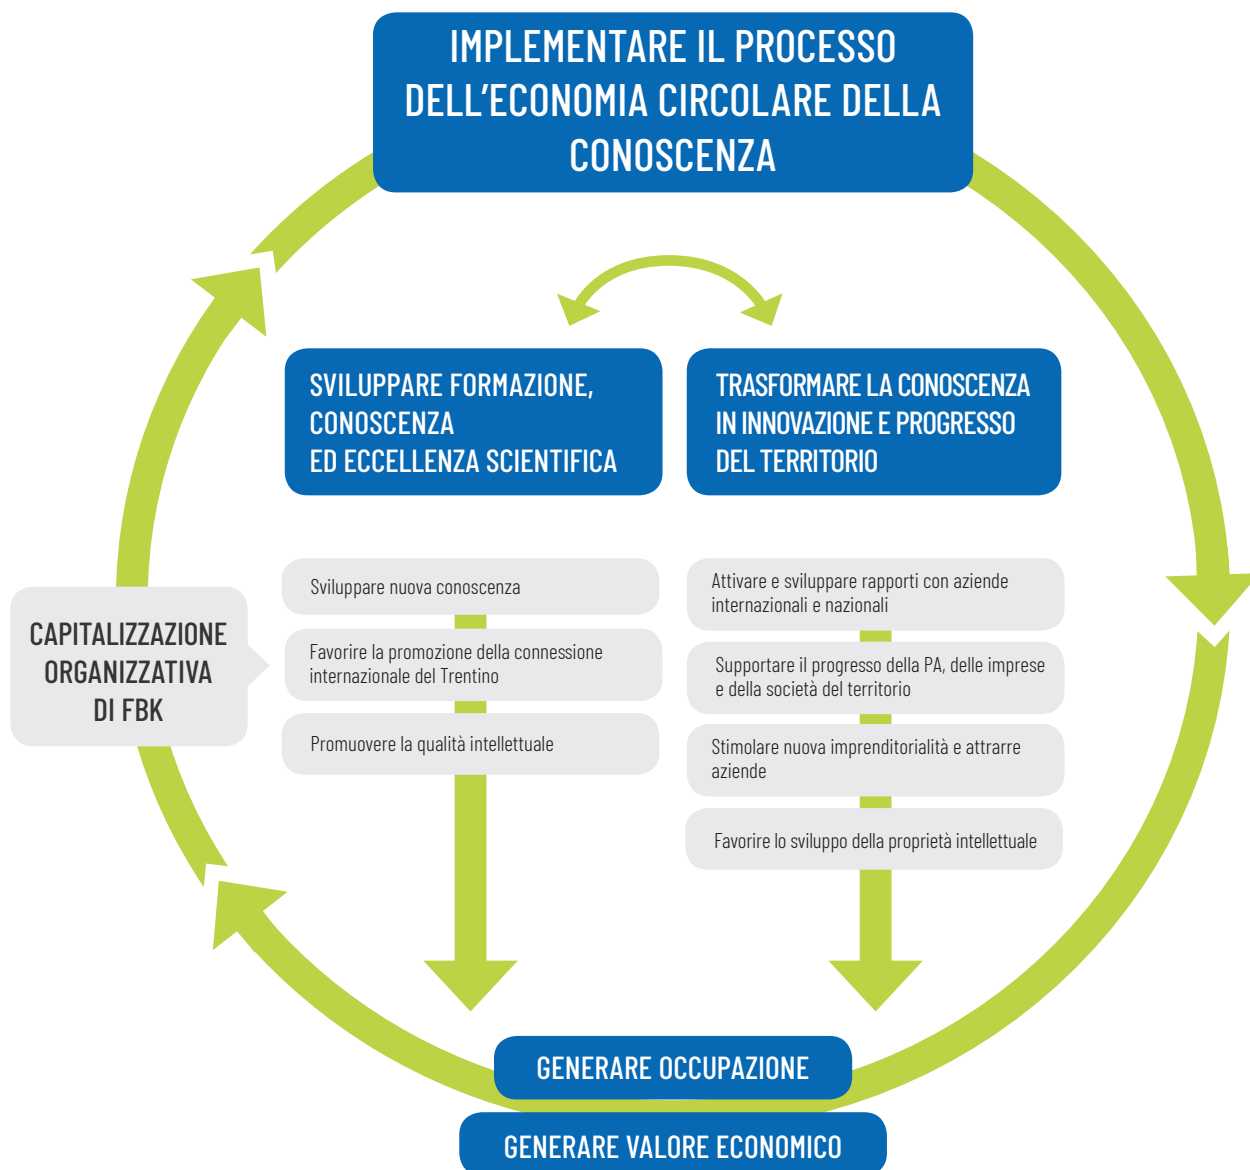 IMPLEMENTARE IL PROCESSO
DELL'ECONOMIA CIRCOLARE DELLA
CONOSCENZA
SVILUPPARE FORMAZIONE,
CONOSCENZA
ED ECCELLENZA SCIENTIFICA
TRASFORMARE LA CONOSCENZA
IN INNOVAZIONE E PROGRESSO
DEL TERRITORIO
CAPITALIZZAZIONE
ORGANIZZATIVA
DI FBK
Sviluppare nuova conoscenza
Favorire la promozione della connessione
internazionale del Trentino
Promuovere la qualità intellettuale
Attivare e sviluppare rapporti con aziende
internazionali e nazionali
Supportare il progresso della PA, delle imprese
e della società del territorio
Stimolare nuova imprenditorialità e attrarre
aziende
Favorire lo sviluppo della proprietà intellettuale
GENERARE OCCUPAZIONE
GENERARE VALORE ECONOMICO